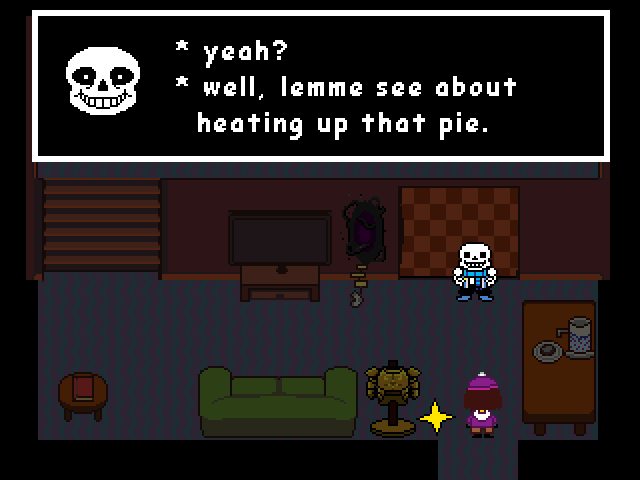 * yeah?
* well, lemme see about
heating up that pie.